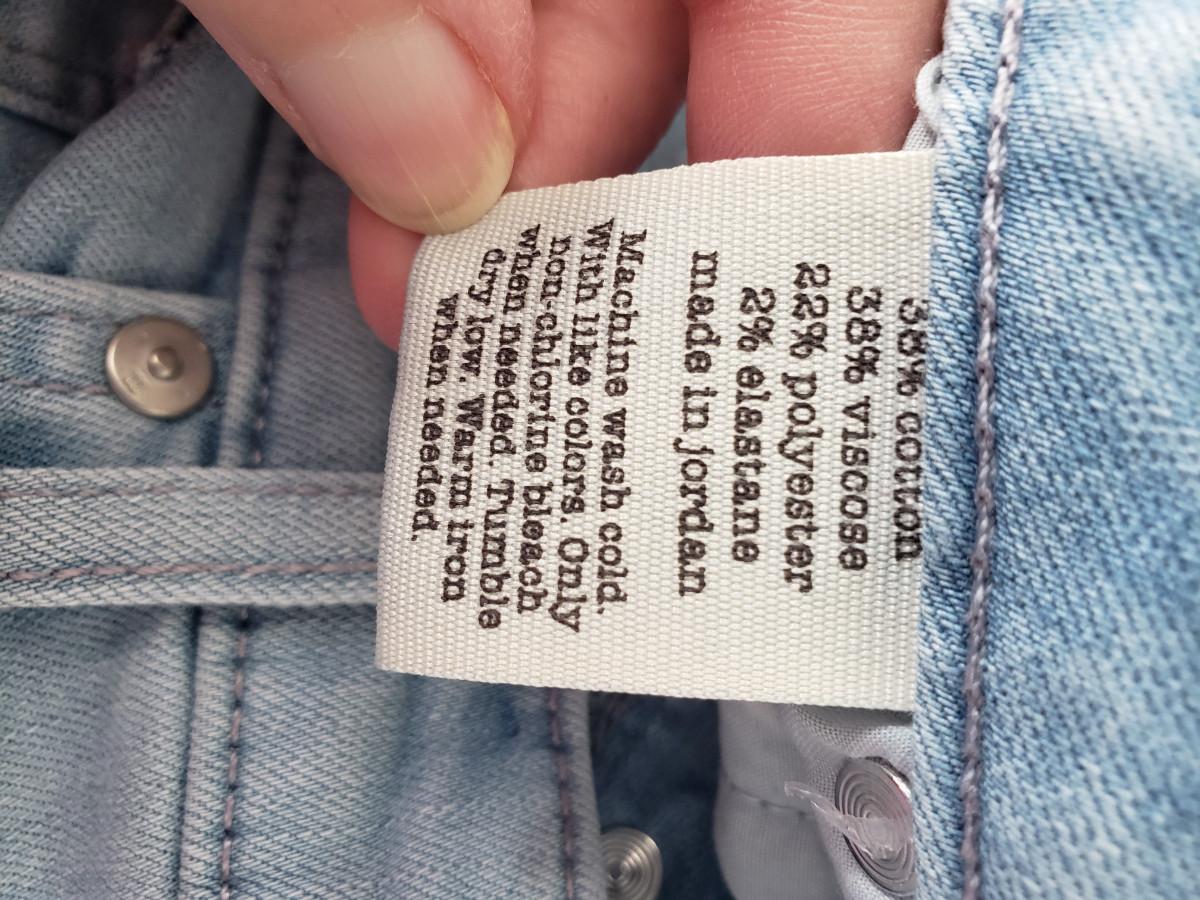 38% cotton
38% viscose
22% polyester
2% elastane
made in jordan
Machine wash cold.
With like colors. Only
non-chlorine bleach
when needed. Tumble
dry low. Warm iron
when needed.